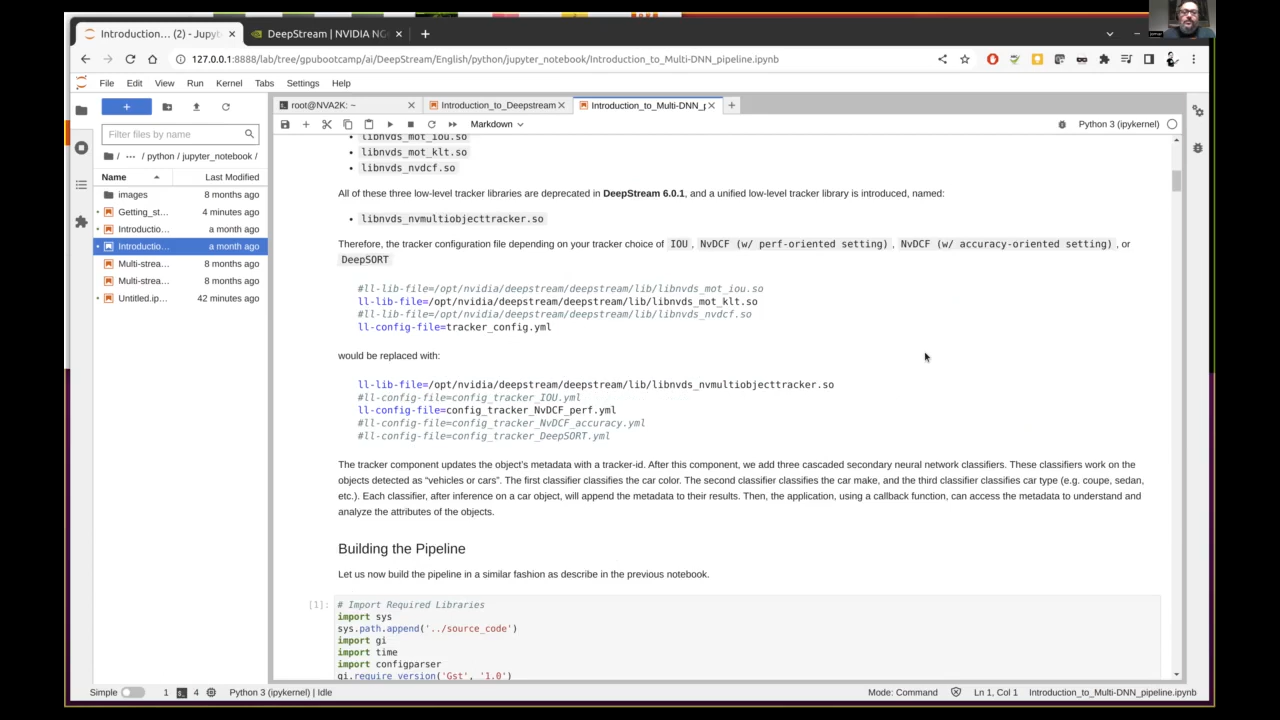 Introduction... (2) - Jupyt
DeepStream | NVIDIA NG
127.0.0.1:8888/lab/tree/gpubootcamp/ai/DeepStream/English/python/jupyter_notebook/Introduction_to_Multi-DNN_pipeline.ipynb
File Edit View Run Kernel Tabs Settings Help
root@NVA2K: ~
Introduction_to_Deepstream
Introduction_to_Multi-DNN_p
Markdown
Python 3 (ipykernel)
Filter files by name
/ ··· / python / jupyter_notebook /
Name Last Modified
images 8 months ago
Getting_st... 4 minutes ago
Introductio... a month ago
Introductio... a month ago
Multi-strea... 8 months ago
Multi-strea... 8 months ago
Untitled.ip... 42 minutes ago
• libnvds_mot_iou.so
• libnvds_mot_klt.so
• libnvds_nvdcf.so
All of these three low-level tracker libraries are deprecated in DeepStream 6.0.1, and a unified low-level tracker library is introduced, named:
• libnvds_nvmultiobjecttracker.so
Therefore, the tracker configuration file depending on your tracker choice of IOU , NvDCF (w/ perf-oriented setting) , NvDCF (w/ accuracy-oriented setting) , or
DeepSORT
#ll-lib-file=/opt/nvidia/deepstream/deepstream/lib/libnvds_mot_iou.so
ll-lib-file=/opt/nvidia/deepstream/deepstream/lib/libnvds_mot_klt.so
#ll-lib-file=/opt/nvidia/deepstream/deepstream/lib/libnvds_nvdcf.so
ll-config-file=tracker_config.yml
would be replaced with:
ll-lib-file=/opt/nvidia/deepstream/deepstream/lib/libnvds_nvmultiobjecttracker.so
#ll-config-file=config_tracker_IOU.yml
ll-config-file=config_tracker_NvDCF_perf.yml
#ll-config-file=config_tracker_NvDCF_accuracy.yml
#ll-config-file=config_tracker_DeepSORT.yml
The tracker component updates the object's metadata with a tracker-id. After this component, we add three cascaded secondary neural network classifiers. These classifiers work on the
objects detected as “vehicles or cars”. The first classifier classifies the car color. The second classifier classifies the car make, and the third classifier classifies car type (e.g. coupe, sedan,
etc.). Each classifier, after inference on a car object, will append the metadata to their results. Then, the application, using a callback function, can access the metadata to understand and
analyze the attributes of the objects.
Building the Pipeline
Let us now build the pipeline in a similar fashion as describe in the previous notebook.
[1]: # Import Required Libraries
import sys
sys.path.append('../source_code')
import gi
import time
import configparser
gi.require_version('Gst', '1.0')
Simple 1 4 Python 3 (ipykernel) | Idle Mode: Command Ln 1, Col 1 Introduction_to_Multi-DNN_pipeline.ipynb